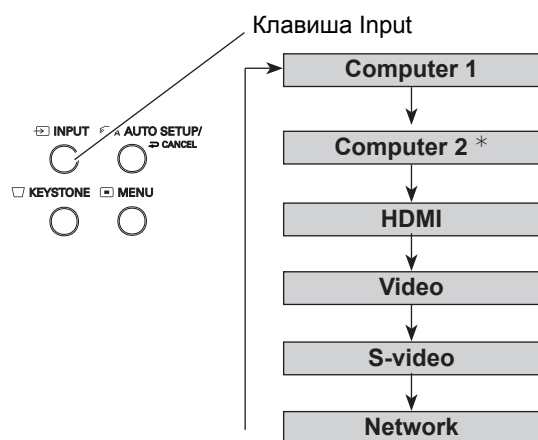 Клавиша Input
INPUT
A AUTO SETUP/
CANCEL
KEYSTONE
MENU
Computer 1
Computer 2 *
HDMI
Video
S-video
Network